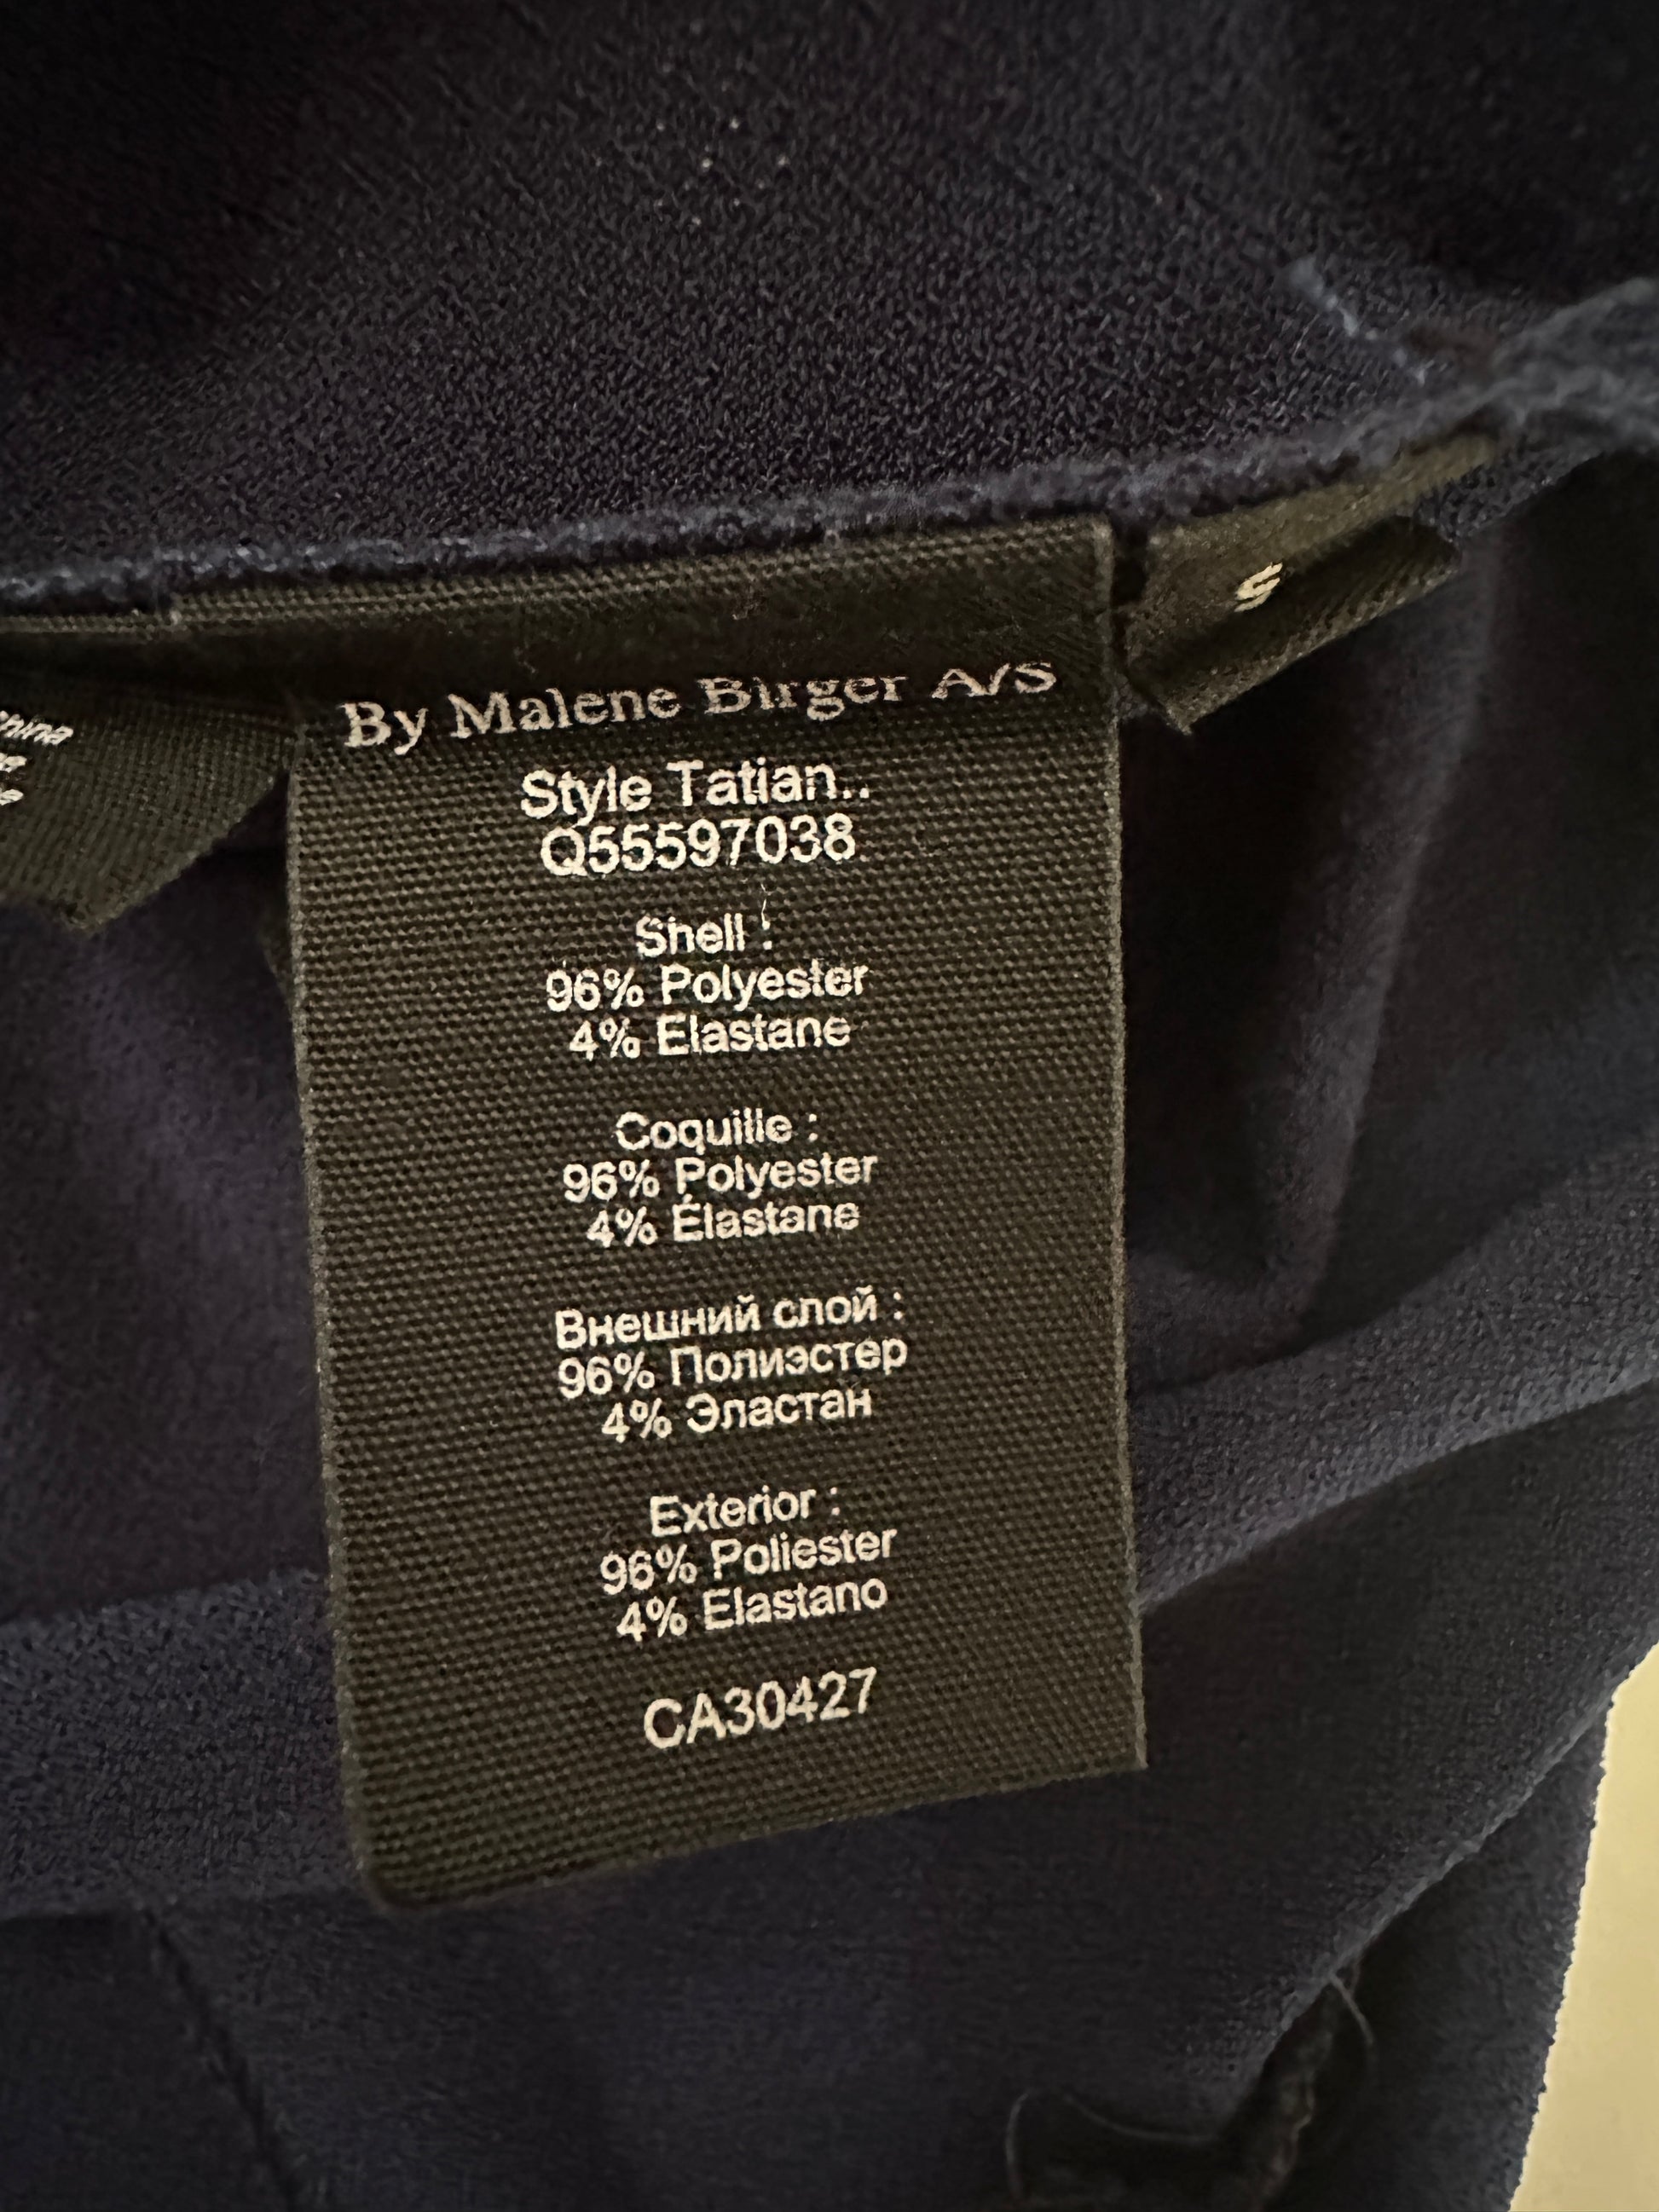 By Malene Birger A/S
Style Tatian..
Q55597038
Shell :
96% Polyester
4% Elastane
Coquille :
96% Polyester
4% Élastane
Внешний слой :
96% Полиэстер
4% Эластан
Exterior :
96% Poliester
4% Elastano
CA30427
S